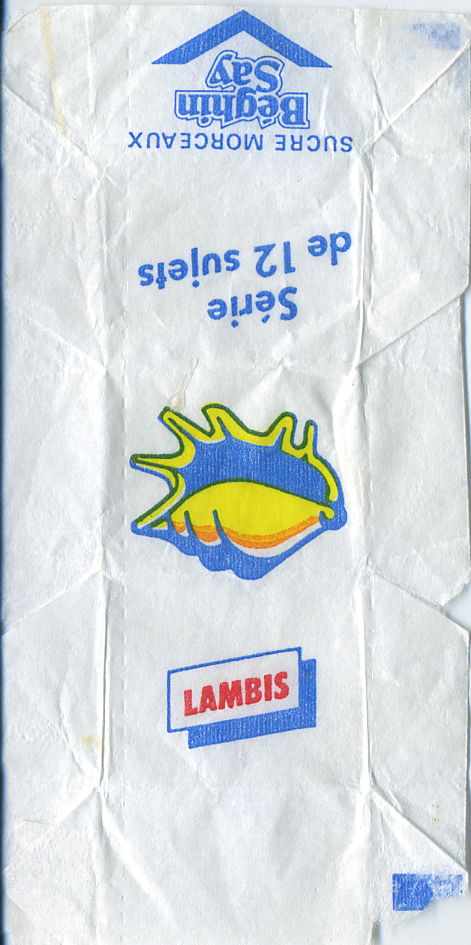 Béghin
Say
SUCRE MORCEAUX
Série
de 12 sujets
LAMBIS